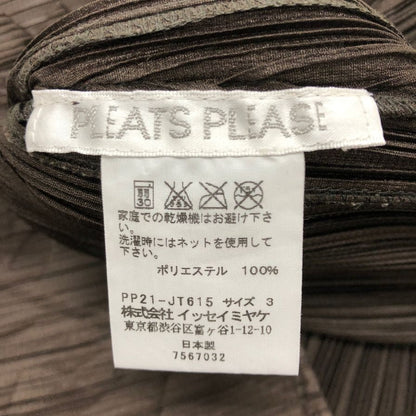 PLEATS PLEASE
30
家庭での乾燥機はお避け下さ
い。
洗濯時にはネットを使用して
下さい。
ポリエステル 100%
PP21-JT615 サイズ 3
株式会社 イッセイミヤケ
東京都渋谷区富ヶ谷1-12-10
日本製
7567032